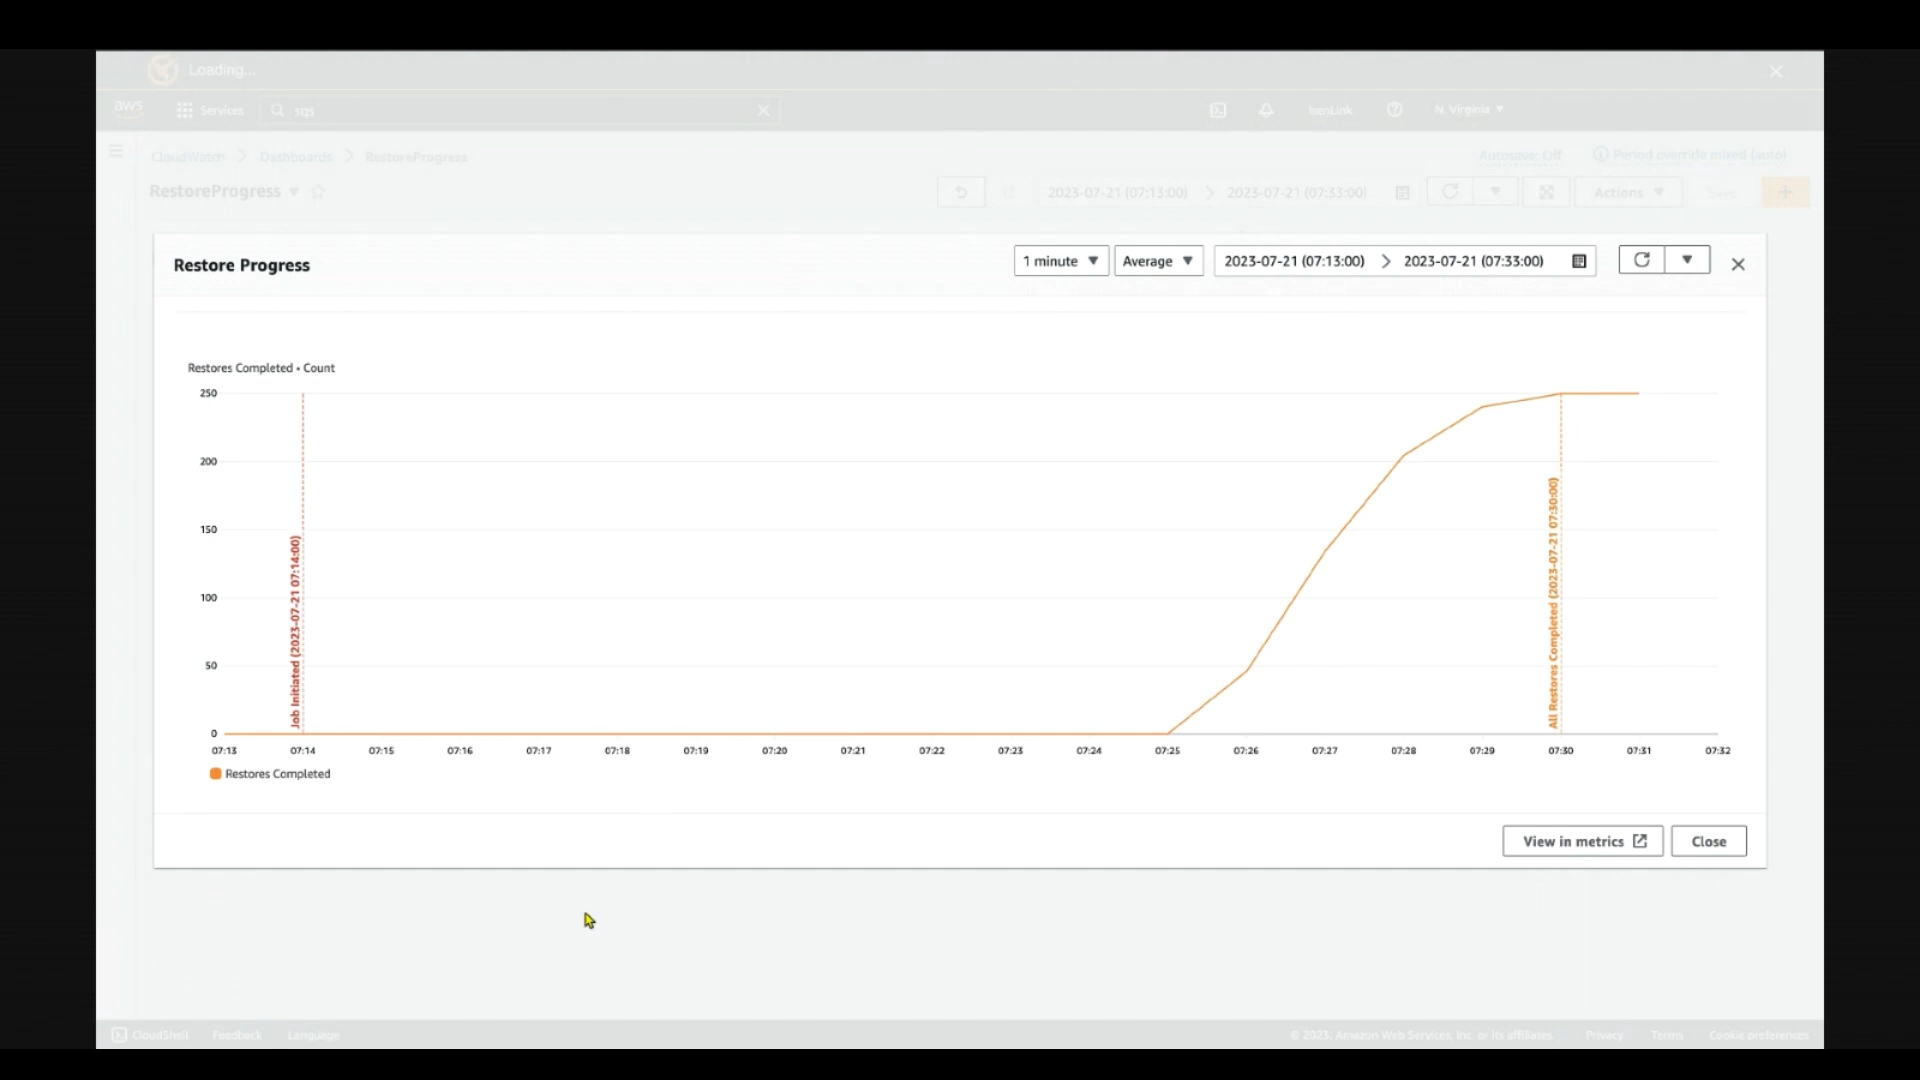 Loading...
aws
Services
sqs
N. Virginia
CloudWatch
Dashboards
RestoreProgress
Autosave: Off
Period override mixed (auto)
RestoreProgress
2023-07-21 (07:13:00)
2023-07-21 (07:33:00)
Actions
Save
Restore Progress
1 minute
Average
2023-07-21 (07:13:00)
2023-07-21 (07:33:00)
Restores Completed • Count
250
200
150
100
50
0
Job Initiated (2023-07-21 07:14:00)
All Restores Completed (2023-07-21 07:30:00)
07:13 07:14 07:15 07:16 07:17 07:18 07:19 07:20 07:21 07:22 07:23 07:24 07:25 07:26 07:27 07:28 07:29 07:30 07:31 07:32
Restores Completed
View in metrics
Close
CloudShell
Feedback
Language
© 2023, Amazon Web Services, Inc. or its affiliates.
Privacy
Terms
Cookie preferences